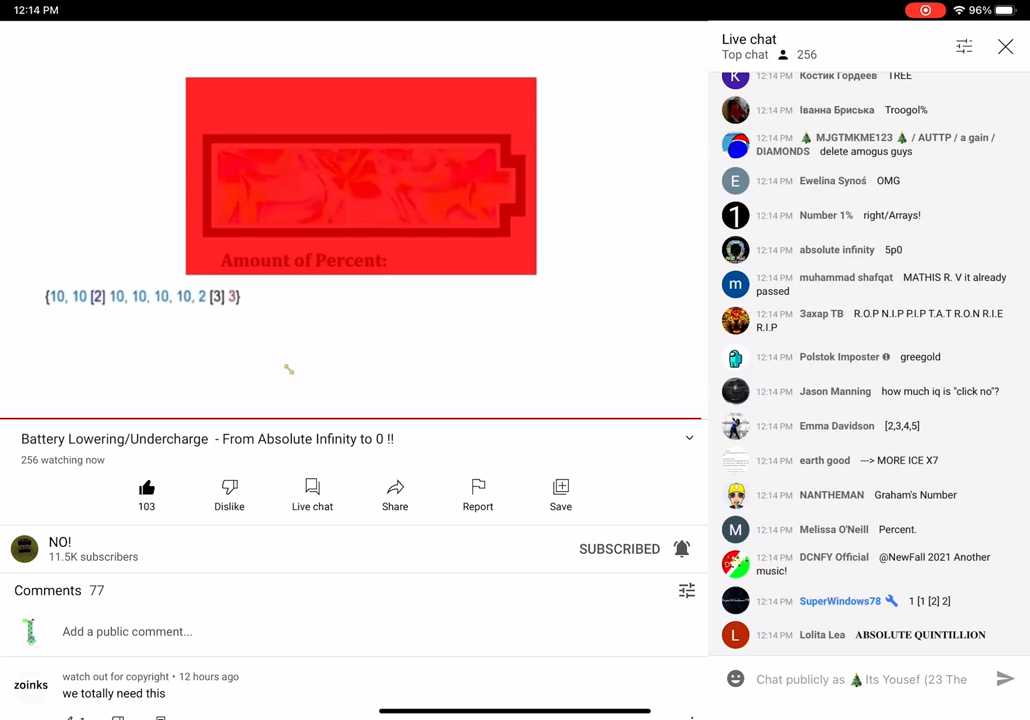 12:14 PM
96%
Amount of Percent:
{10, 10 [2] 10, 10, 10, 10, 2 [3] 3}
Battery Lowering/Undercharge - From Absolute Infinity to 0 !!
256 watching now
103
Dislike
Live chat
Share
Report
Save
NO!
11.5K subscribers
SUBSCRIBED
Comments 77
Add a public comment...
zoinks
watch out for copyright • 12 hours ago
we totally need this
Live chat
Top chat 256
K 12:14 PM Костик Гордеев TREE
12:14 PM Іванна Бриська Troogol%
12:14 PM 🎄 MJGTMKME123 🎄 / AUTTP / a gain /
DIAMONDS delete amogus guys
E 12:14 PM Ewelina Synoś OMG
1 12:14 PM Number 1% right/Arrays!
12:14 PM absolute infinity 5p0
m 12:14 PM muhammad shafqat MATHIS R. V it already
passed
12:14 PM Захар ТВ R.O.P N.I.P P.I.P T.A.T R.O.N R.I.E
R.I.P
12:14 PM Polstok Imposter greegold
12:14 PM Jason Manning how much iq is "click no"?
12:14 PM Emma Davidson [2,3,4,5]
12:14 PM earth good ---> MORE ICE X7
12:14 PM NANTHEMAN Graham's Number
M 12:14 PM Melissa O'Neill Percent.
12:14 PM DCNFY Official @NewFall 2021 Another
music!
12:14 PM SuperWindows78 1 [1 [2] 2]
L 12:14 PM Lolita Lea ABSOLUTE QUINTILLION
Chat publicly as 🎄Its Yousef (23 The